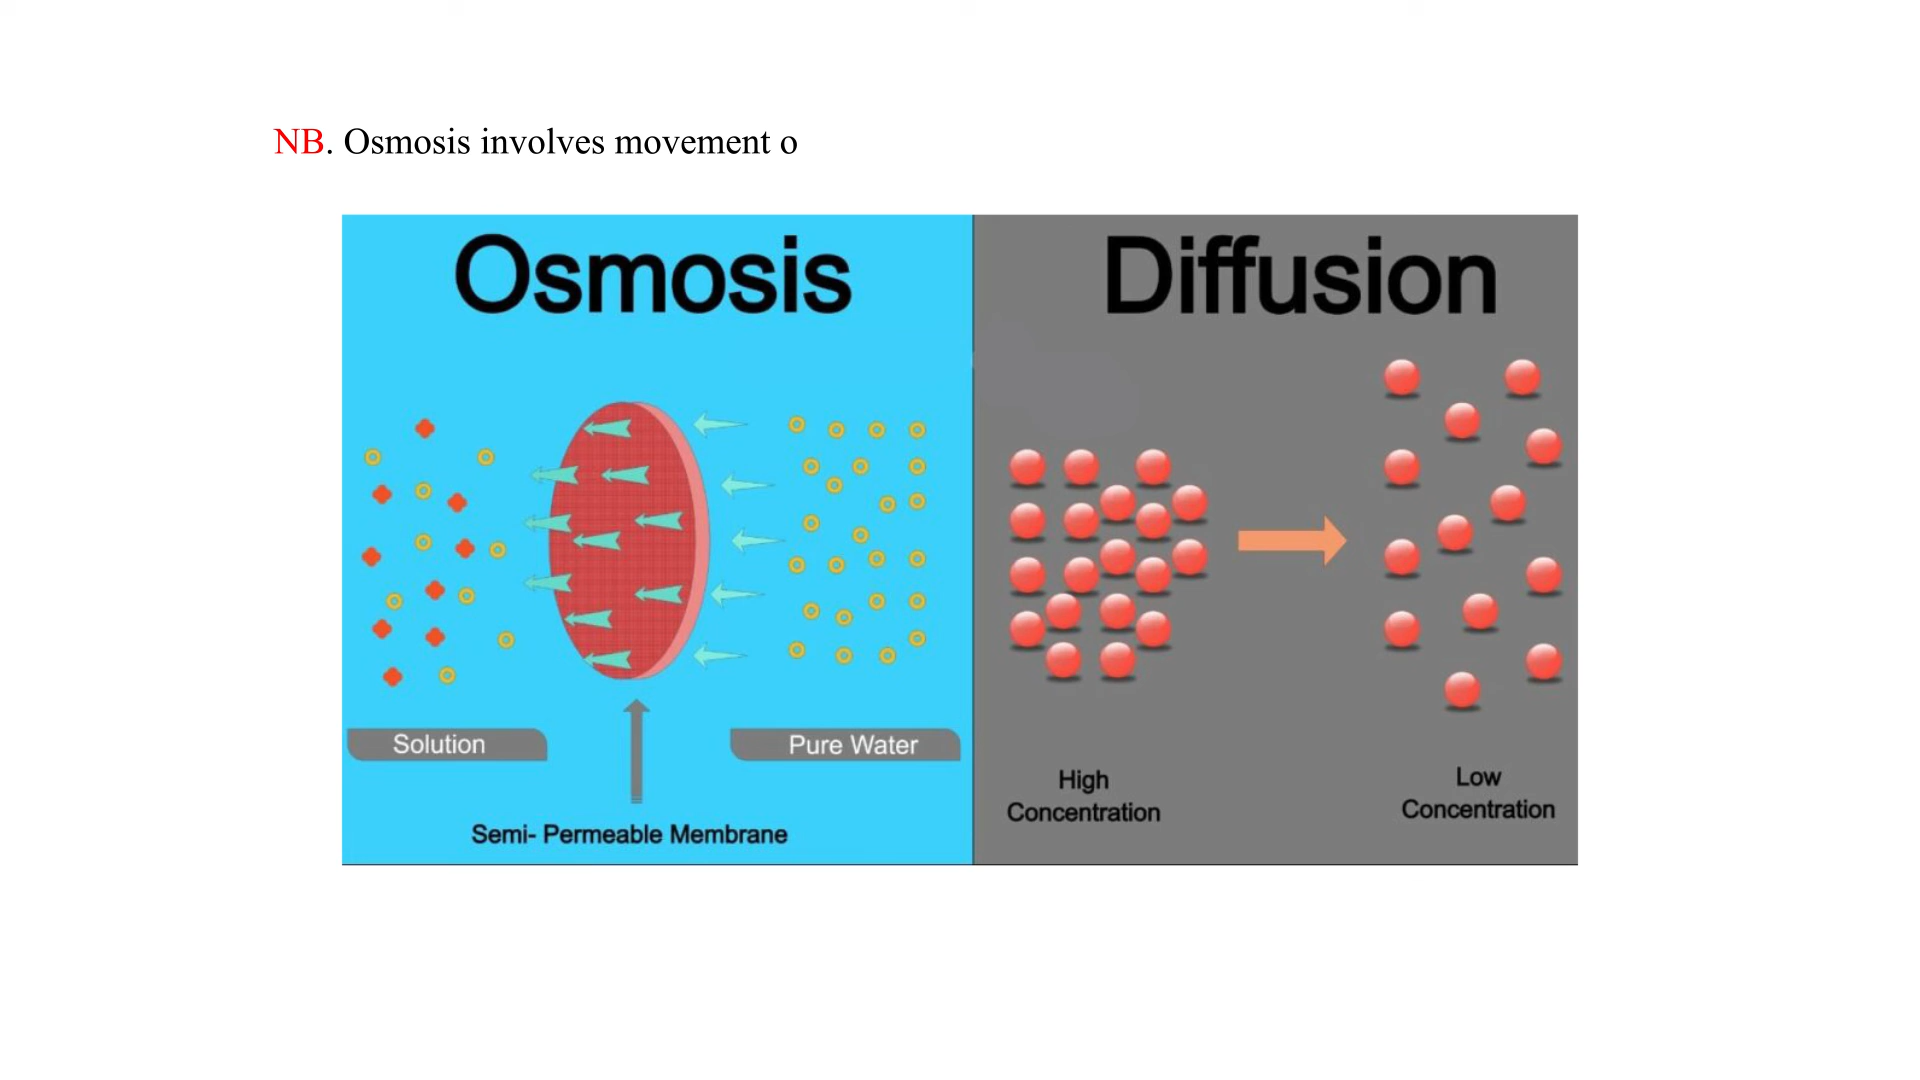 NB. Osmosis involves movement o
Osmosis
Diffusion
Solution
Pure Water
Semi- Permeable Membrane
High
Concentration
Low
Concentration